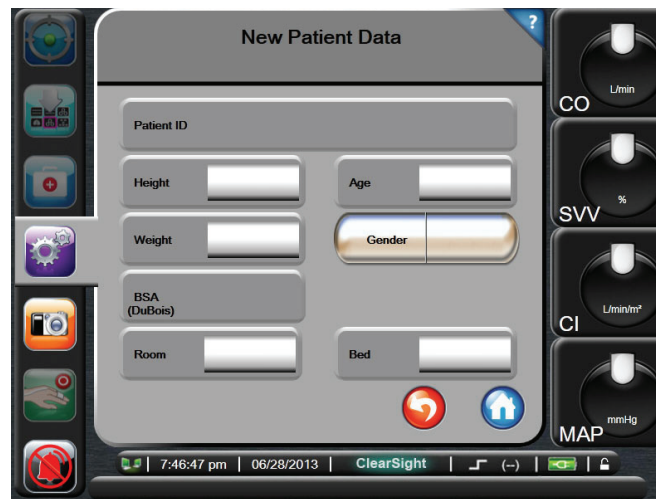 New Patient Data
?
Patient ID
Height
Age
Weight
Gender
BSA
(DuBois)
Room
Bed
L/min
CO
%
SVV
L/min/m²
CI
mmHg
MAP
7:46:47 pm
06/28/2013
ClearSight
(--)